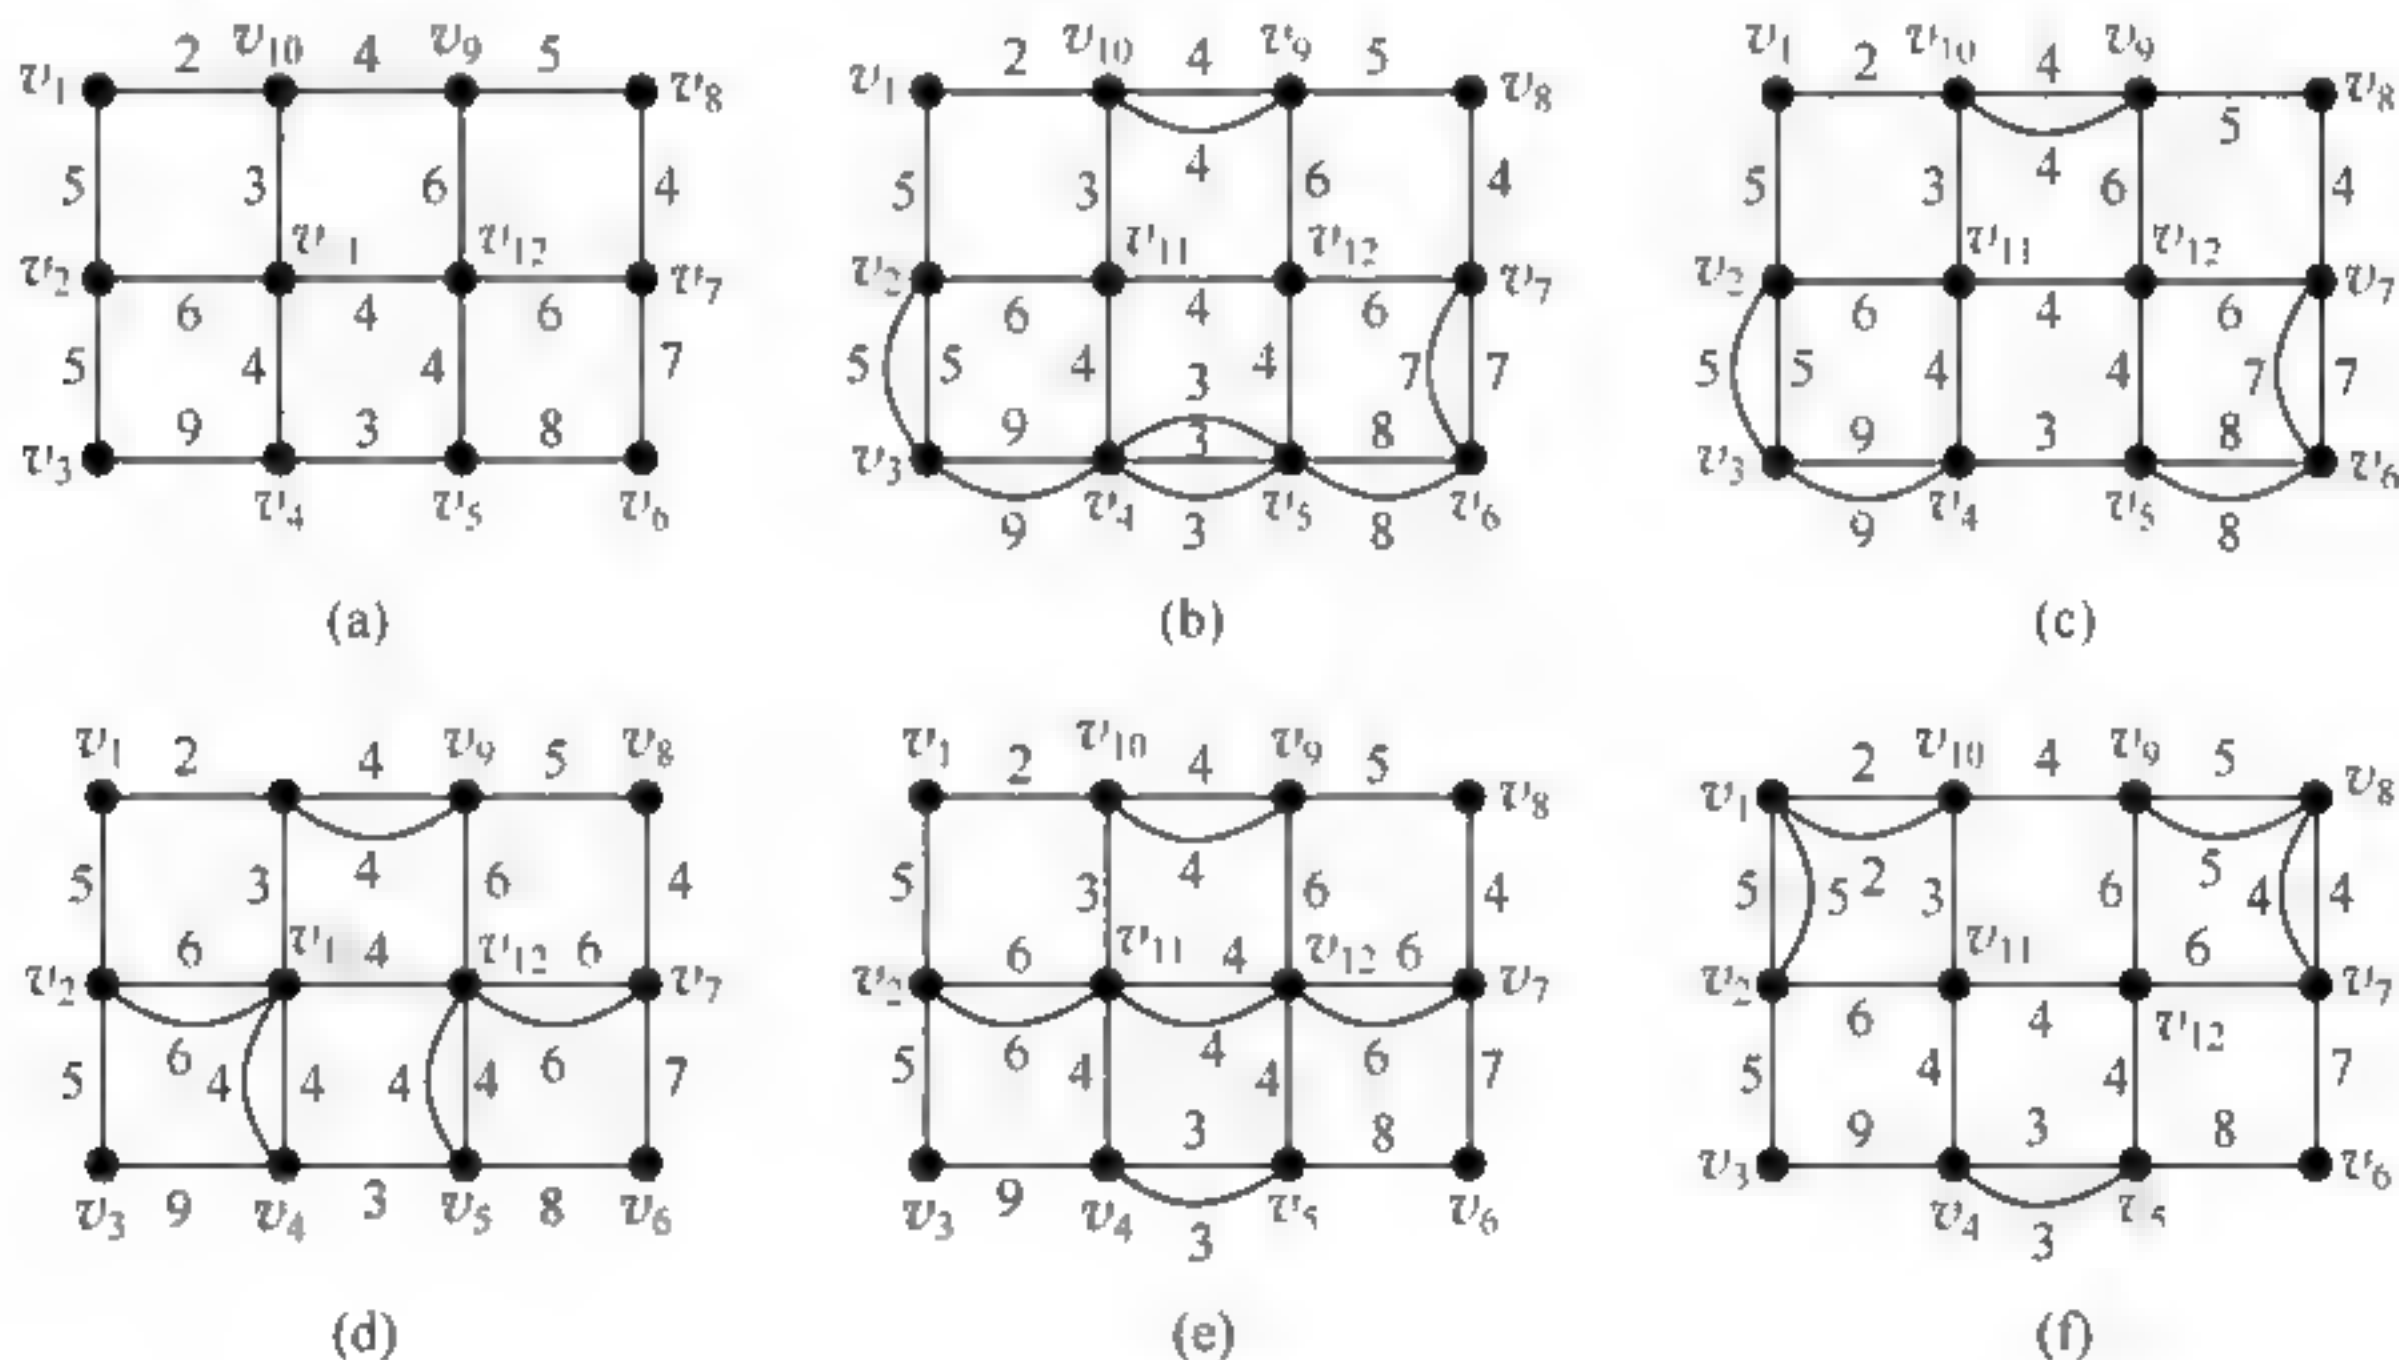 v₁ 2 v₁₀ 4 v₉ 5 v₈
5 3 6 4
v₂ v₁₁ v₁₂ v₇
6 4 6
5 4 4 7
9 3 8
v₃ v₄ v₅ v₆
(a)
v₁ 2 v₁₀ 4 v₉ 5 v₈
5 3 4 6 4
v₂ v₁₁ v₁₂ v₇
6 4 6
5 5 4 3 4 7 7
9 3 8
v₃ v₄ v₅ v₆
9 3 8
(b)
v₁ 2 v₁₀ 4 v₉ v₈
5
5 3 4 6 4
v₂ v₁₁ v₁₂ v₇
6 4 6
5 5 4 4 7 7
9 3 8
v₃ v₄ v₅ v₆
9 8
(c)
v₁ 2 4 v₉ 5 v₈
5 3 4 6 4
6 v₁₁ 4 v₁₂ 6
v₂ v₇
6 6
5 4 4 4 4 7
v₃ 9 v₄ 3 v₅ 8 v₆
(d)
v₁ 2 v₁₀ 4 v₉ 5
v₈
5 3 4 6 4
6 v₁₁ 4 v₁₂ 6
v₂ v₇
6 4 6
5 4 4 7
3 8
v₃ 9 v₄ v₅ v₆
3
(e)
2 v₁₀ 4 v₉ 5
v₁ v₈
5 5 2 3 6 5 4 4
v₁₁ 6
v₂ v₇
6 4 v₁₂
5 4 4 7
9 3 8
v₃ v₆
v₄ v₅
3
(f)